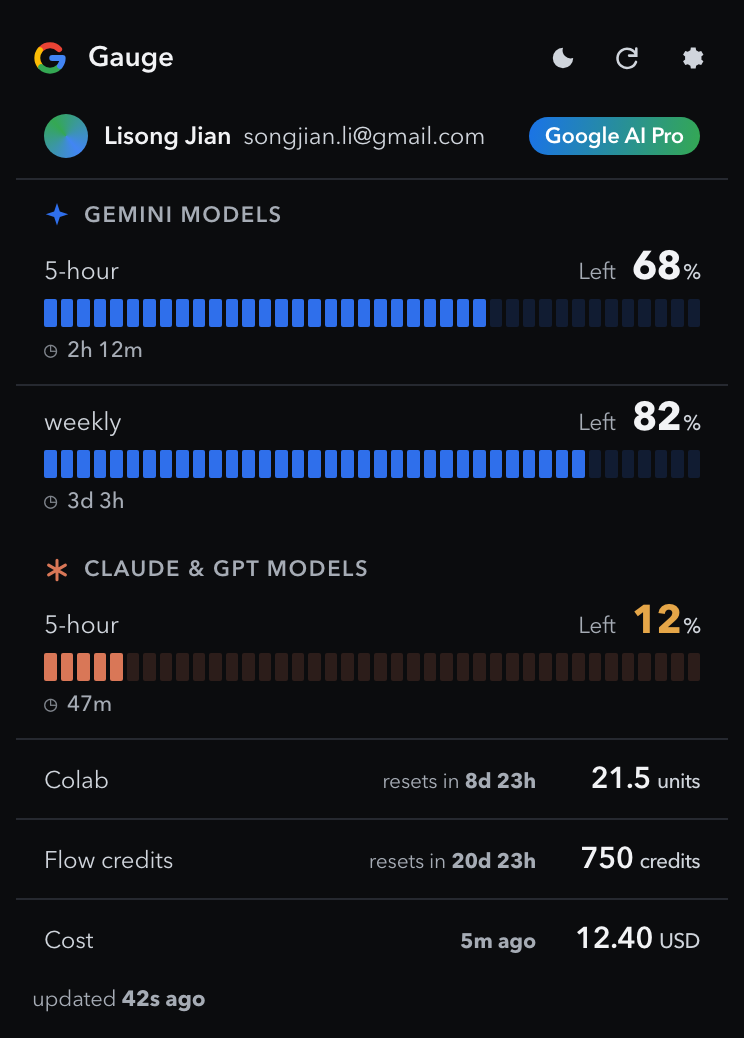 Gauge
Lisong Jian songjian.li@gmail.com Google AI Pro
GEMINI MODELS
5-hour Left 68%
2h 12m
weekly Left 82%
3d 3h
CLAUDE & GPT MODELS
5-hour Left 12%
47m
Colab resets in 8d 23h 21.5 units
Flow credits resets in 20d 23h 750 credits
Cost 5m ago 12.40 USD
updated 42s ago